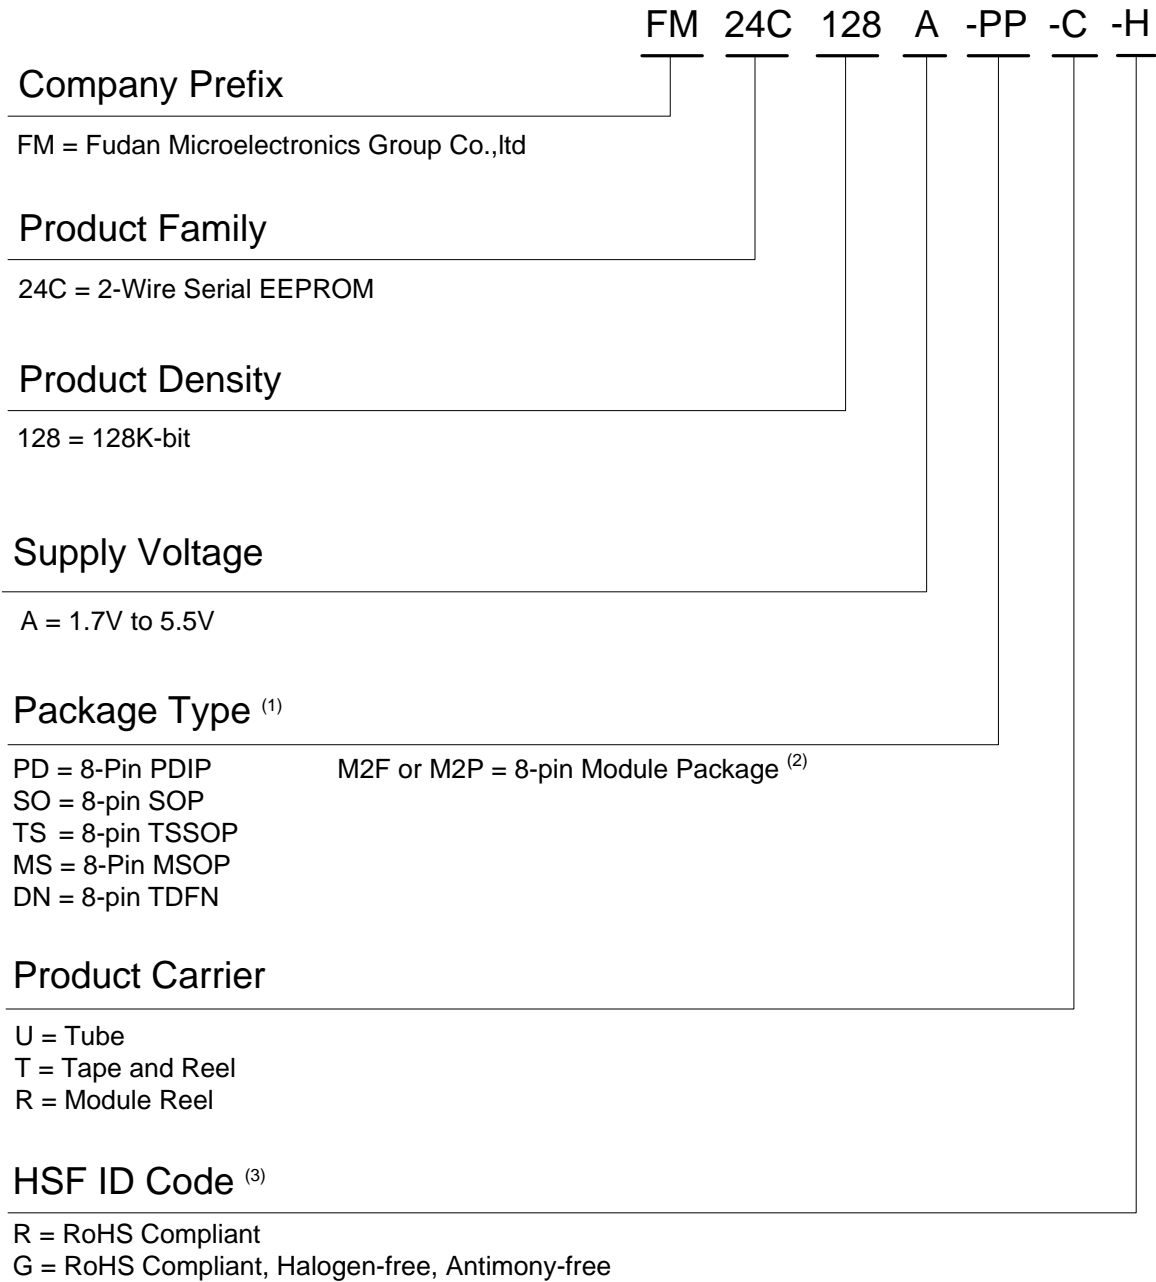 FM 24C 128 A -PP -C -H
Company Prefix
FM = Fudan Microelectronics Group Co.,ltd
Product Family
24C = 2-Wire Serial EEPROM
Product Density
128 = 128K-bit
Supply Voltage
A = 1.7V to 5.5V
Package Type (1)
PD = 8-Pin PDIP M2F or M2P = 8-pin Module Package (2)
SO = 8-pin SOP
TS = 8-pin TSSOP
MS = 8-Pin MSOP
DN = 8-pin TDFN
Product Carrier
U = Tube
T = Tape and Reel
R = Module Reel
HSF ID Code (3)
R = RoHS Compliant
G = RoHS Compliant, Halogen-free, Antimony-free